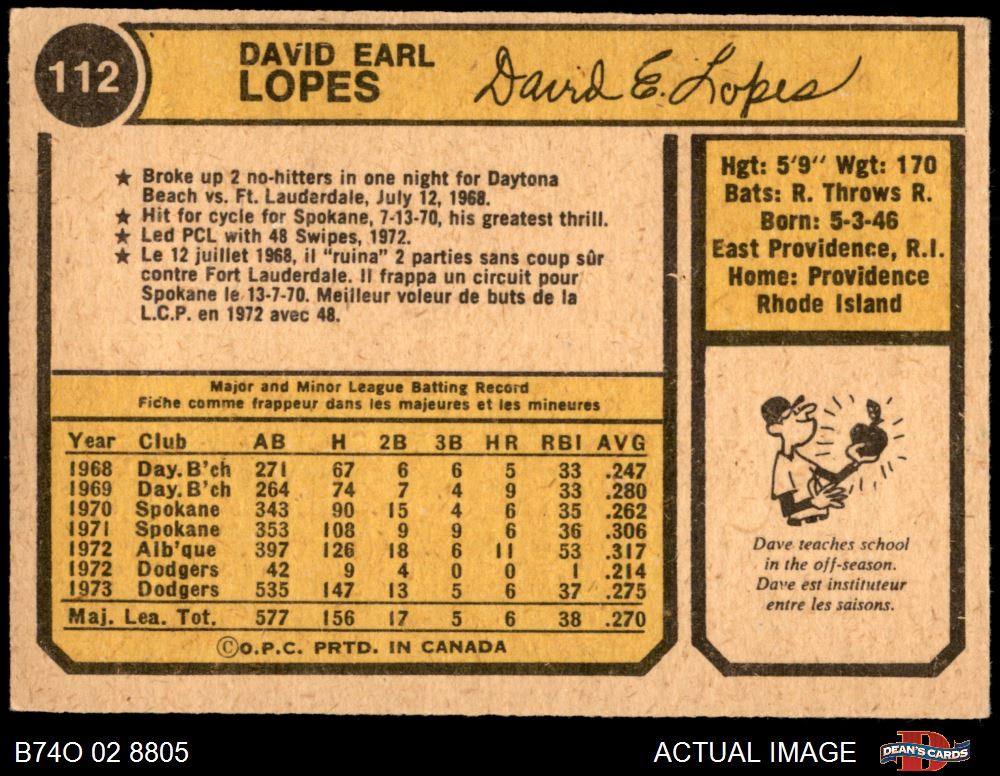 112
DAVID EARL
LOPES
David E. Lopes
★ Broke up 2 no-hitters in one night for Daytona
Beach vs. Ft. Lauderdale, July 12, 1968.
★ Hit for cycle for Spokane, 7-13-70, his greatest thrill.
★ Led PCL with 48 Swipes, 1972.
★ Le 12 juillet 1968, il “ruina” 2 parties sans coup sûr
contre Fort Lauderdale. Il frappa un circuit pour
Spokane le 13-7-70. Meilleur voleur de buts de la
L.C.P. en 1972 avec 48.
Hgt: 5'9'' Wgt: 170
Bats: R. Throws R.
Born: 5-3-46
East Providence, R.I.
Home: Providence
Rhode Island
Major and Minor League Batting Record
Fiche comme frappeur dans les majeures et les mineures
Year Club AB H 2B 3B HR RBI AVG
1968 Day. B'ch 271 67 6 6 5 33 .247
1969 Day. B'ch 264 74 7 4 9 33 .280
1970 Spokane 343 90 15 4 6 35 .262
1971 Spokane 353 108 9 9 6 36 .306
1972 Alb'que 397 126 18 6 11 53 .317
1972 Dodgers 42 9 4 0 0 1 .214
1973 Dodgers 535 147 13 5 6 37 .275
Maj. Lea. Tot. 577 156 17 5 6 38 .270
©O.P.C. PRTD. IN CANADA
Dave teaches school
in the off-season.
Dave est instituteur
entre les saisons.
B74O 02 8805
ACTUAL IMAGE
DEAN'S CARDS